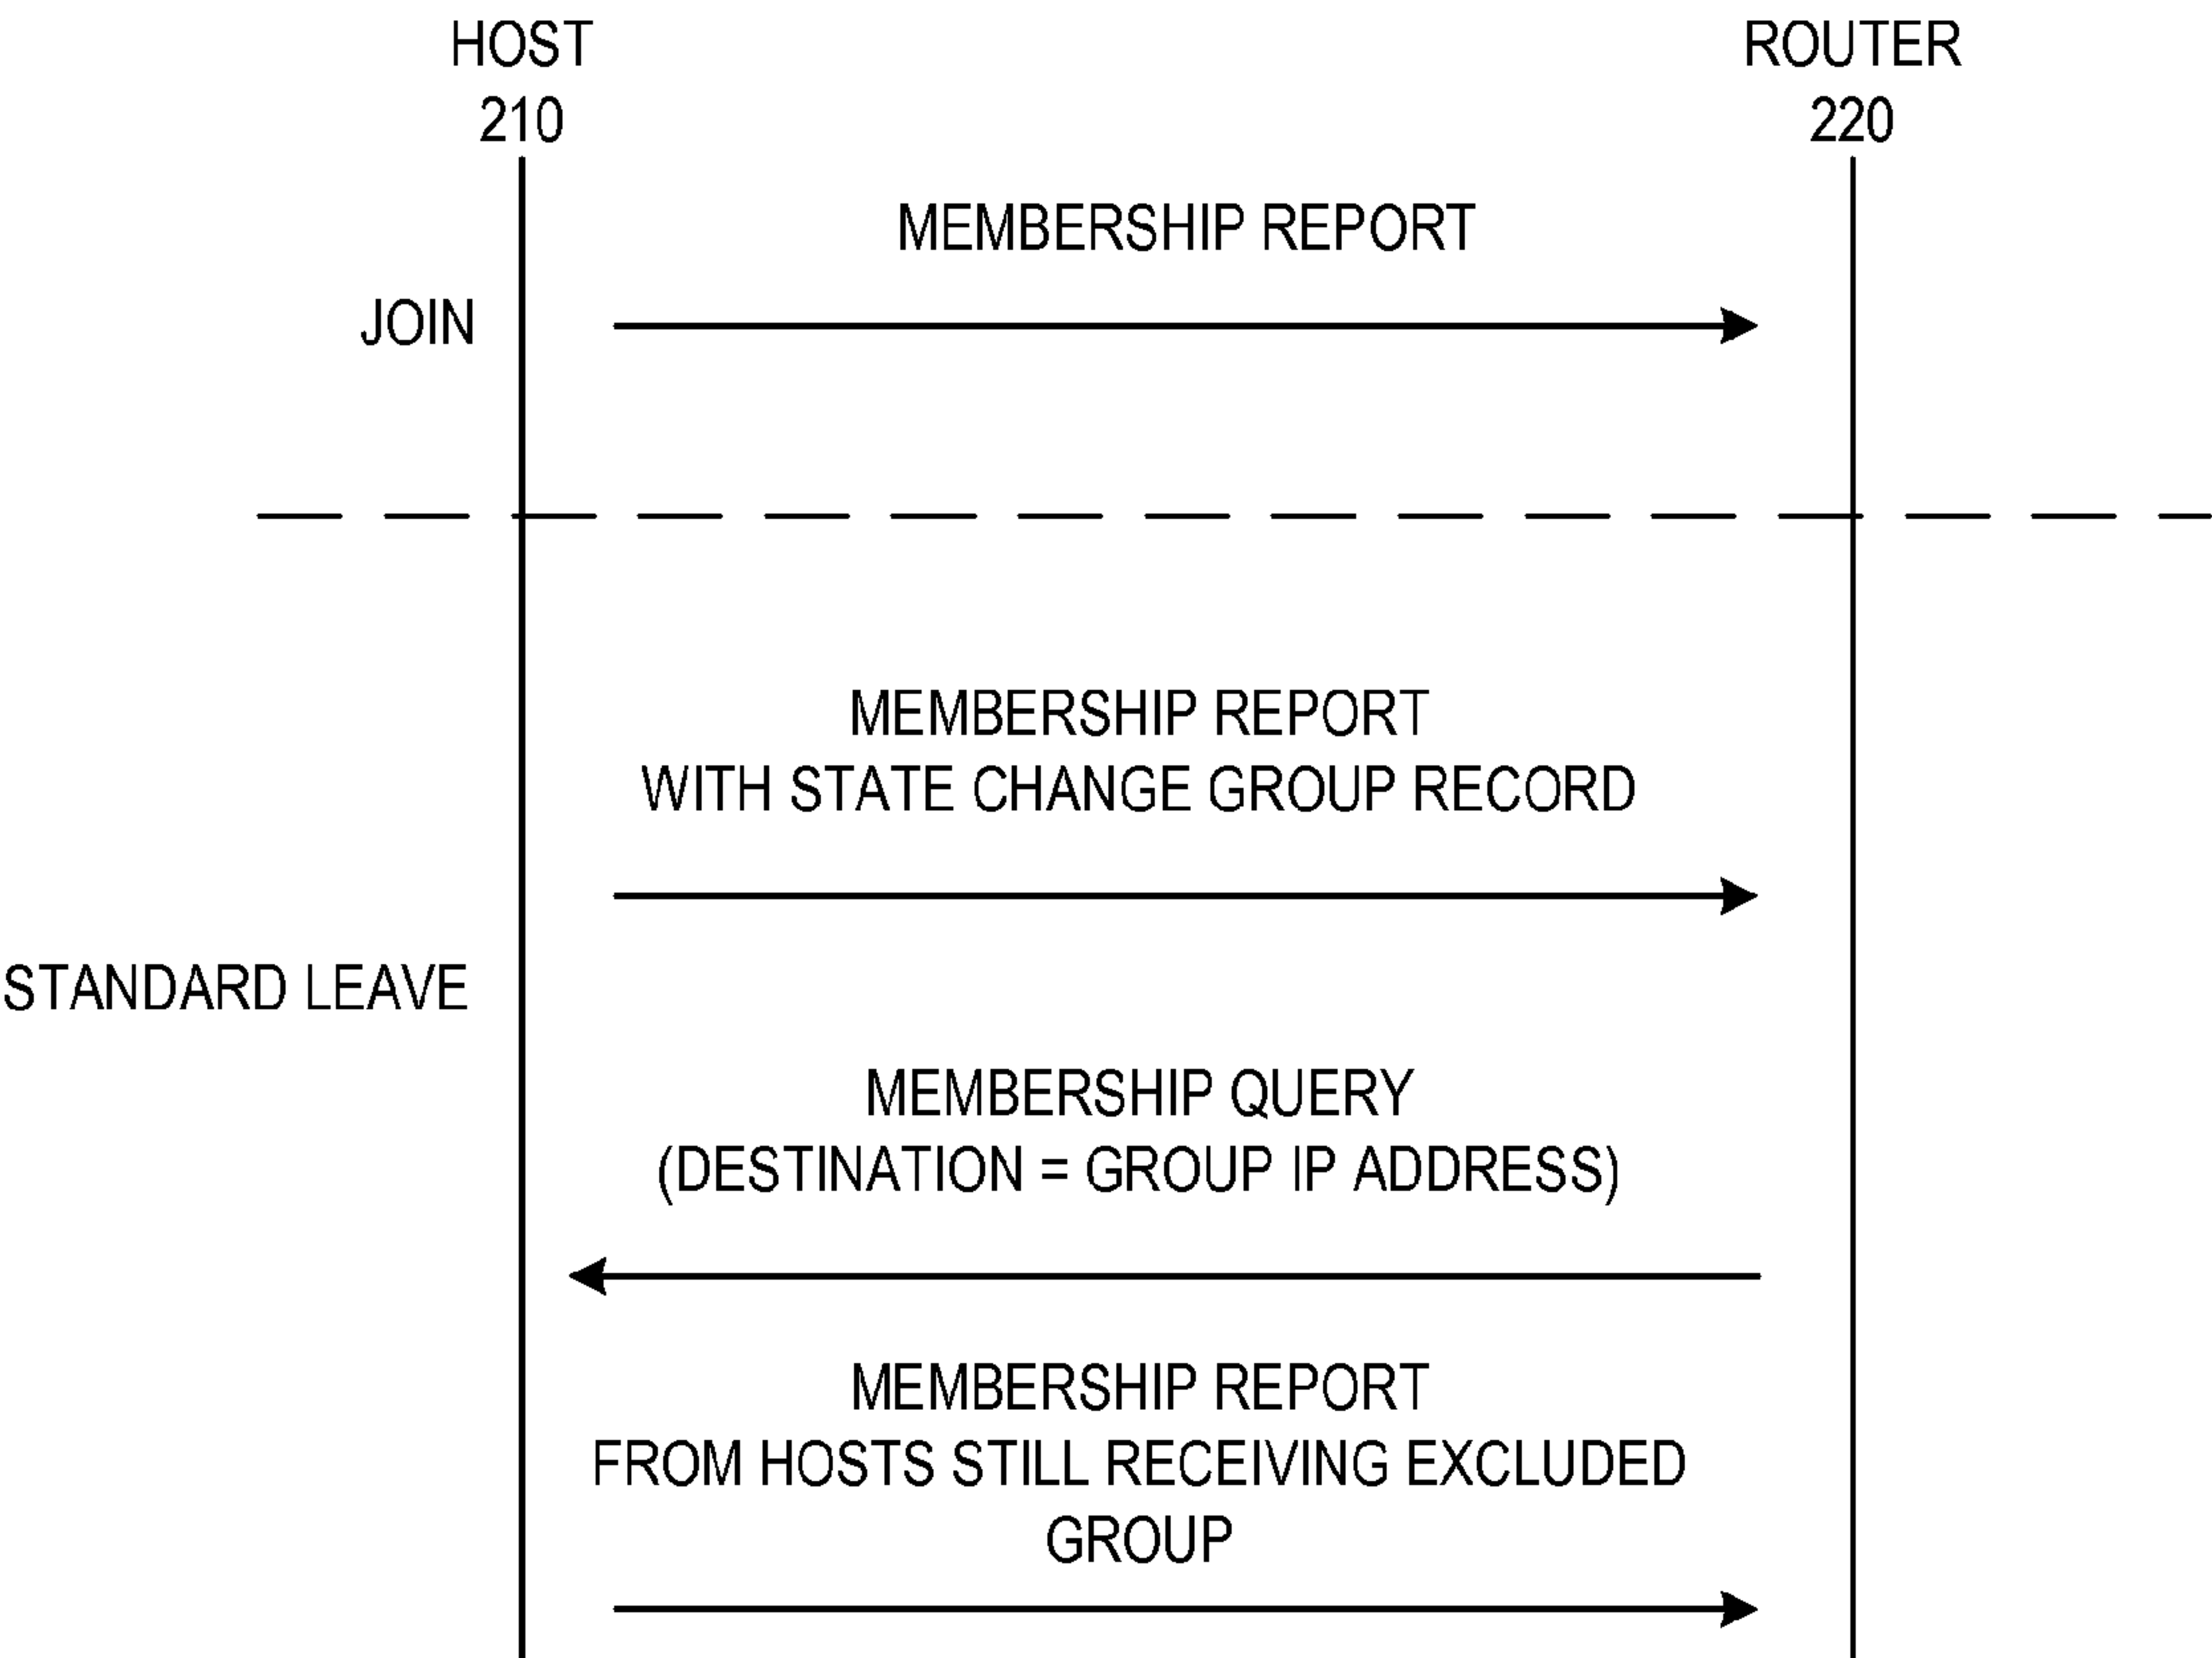 HOST
210
ROUTER
220
MEMBERSHIP REPORT
JOIN
MEMBERSHIP REPORT
WITH STATE CHANGE GROUP RECORD
STANDARD LEAVE
MEMBERSHIP QUERY
(DESTINATION = GROUP IP ADDRESS)
MEMBERSHIP REPORT
FROM HOSTS STILL RECEIVING EXCLUDED
GROUP